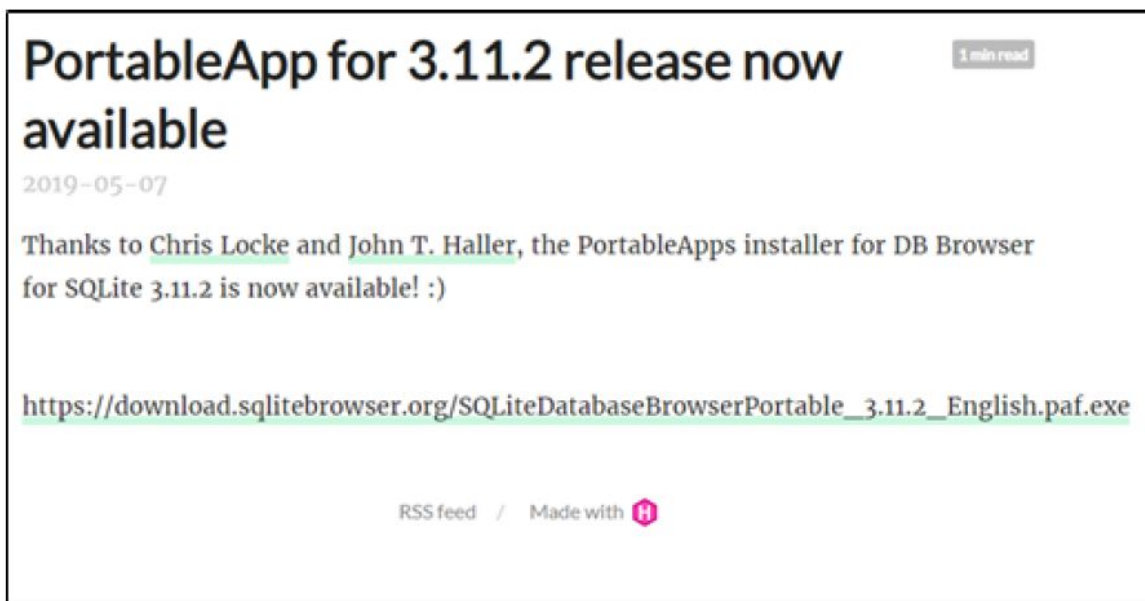 PortableApp for 3.11.2 release now
1 min read
available
2019-05-07
Thanks to Chris Locke and John T. Haller, the PortableApps installer for DB Browser
for SQLite 3.11.2 is now available! :)
https://download.sqlitebrowser.org/SQLiteDatabaseBrowserPortable_3.11.2_English.paf.exe
RSS feed / Made with H